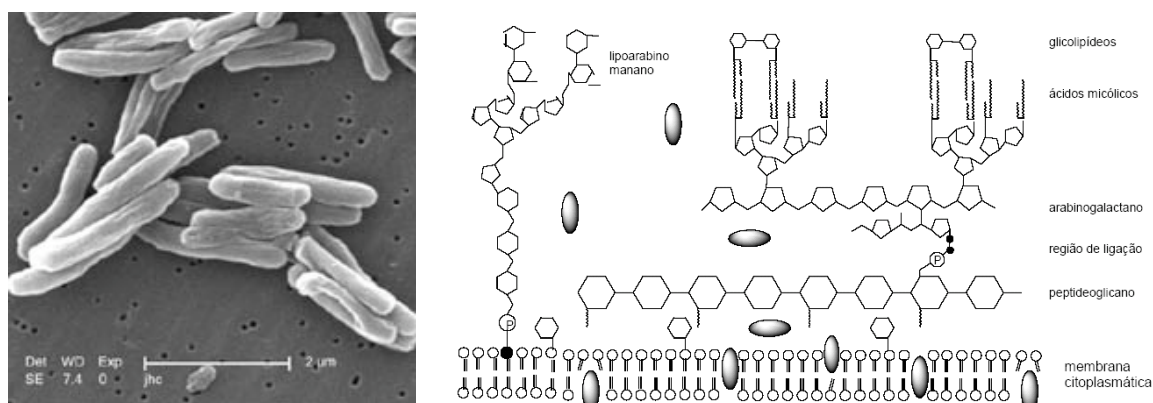 Det WD Exp
SE 7.4 0 jhc 2 µm
lipoarabino
manano
glicolipídeos
ácidos micólicos
arabinogalactano
região de ligação
P
peptideoglicano
P
membrana
citoplasmática